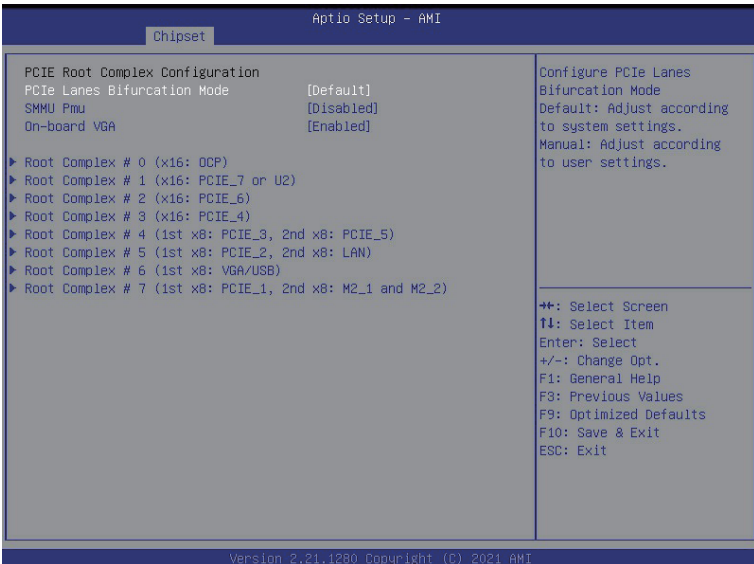 Aptio Setup – AMI
Chipset
PCIE Root Complex Configuration
PCIe Lanes Bifurcation Mode [Default]
SMMU Pmu [Disabled]
On-board VGA [Enabled]
Root Complex # 0 (x16: OCP)
Root Complex # 1 (x16: PCIE_7 or U2)
Root Complex # 2 (x16: PCIE_6)
Root Complex # 3 (x16: PCIE_4)
Root Complex # 4 (1st x8: PCIE_3, 2nd x8: PCIE_5)
Root Complex # 5 (1st x8: PCIE_2, 2nd x8: LAN)
Root Complex # 6 (1st x8: VGA/USB)
Root Complex # 7 (1st x8: PCIE_1, 2nd x8: M2_1 and M2_2)
Configure PCIe Lanes
Bifurcation Mode
Default: Adjust according
to system settings.
Manual: Adjust according
to user settings.
→←: Select Screen
↑↓: Select Item
Enter: Select
+/-: Change Opt.
F1: General Help
F3: Previous Values
F9: Optimized Defaults
F10: Save & Exit
ESC: Exit
Version 2.21.1280 Copyright (C) 2021 AMI